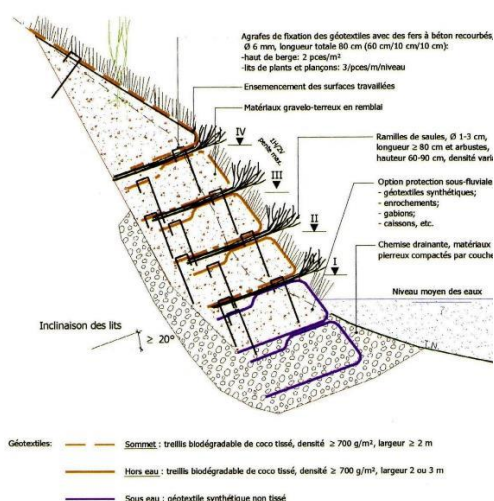 Agrafes de fixation des géotextiles avec des fers à béton recourbés,
Ø 6 mm, longueur totale 80 cm (60 cm/10 cm/10 cm):
-haut de berge: 2 pces/m²
-lits de plants et plançons: 3/pces/m/niveau
Ensemencement des surfaces travaillées
Matériaux gravelo-terreux en remblai
IV
1H/2V
pente max.
Ramilles de saules, Ø 1-3 cm,
longueur ≥ 80 cm et arbustes,
hauteur 60-90 cm, densité varia
III
Option protection sous-fluviale
- géotextiles synthétiques;
- enrochements;
- gabions;
- caissons, etc.
II
Chemise drainante, matériaux
pierreux compactés par couche
I
Niveau moyen des eaux
Inclinaison des lits
≥ 20°
T.N.
Géotextiles:
Sommet : treillis biodégradable de coco tissé, densité ≥ 700 g/m², largeur ≥ 2 m
Hors eau : treillis biodégradable de coco tissé, densité ≥ 700 g/m², largeur 2 ou 3 m
Sous eau : géotextile synthétique non tissé